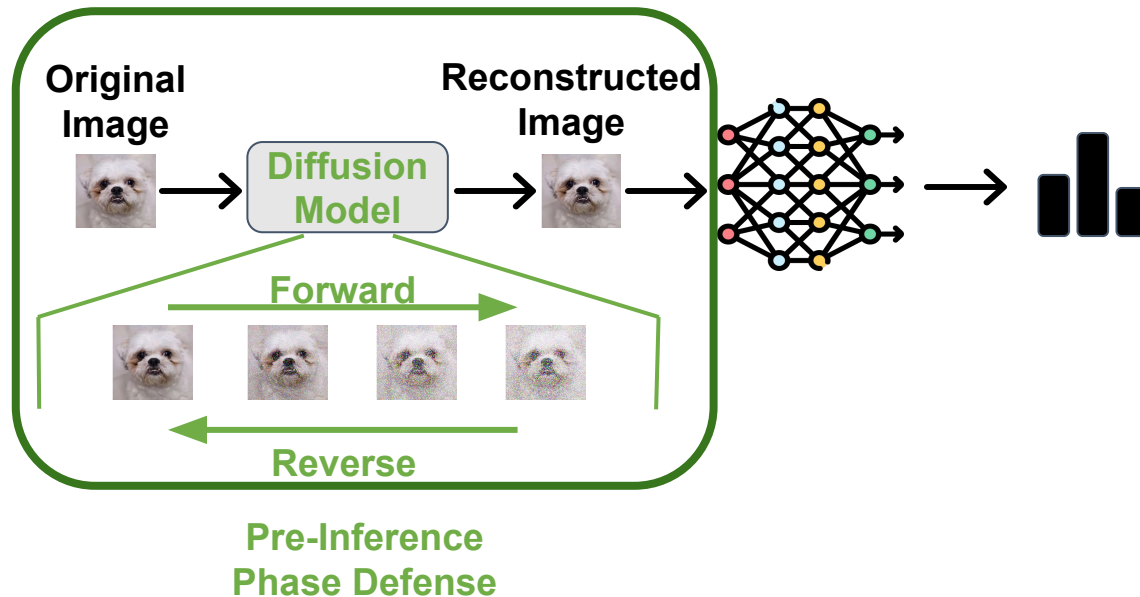 Original
Image
Reconstructed
Image
Diffusion
Model
Forward
Reverse
Pre-Inference
Phase Defense